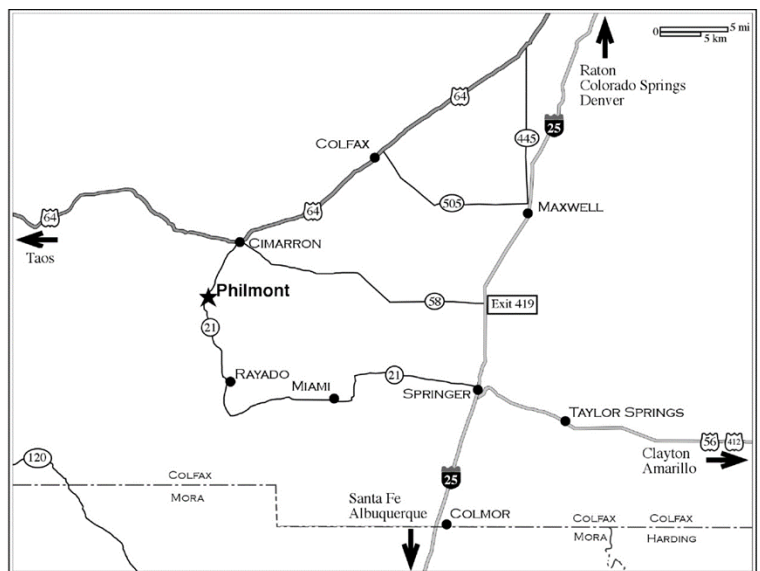 0 5 mi
5 km
Raton
Colorado Springs
Denver
64
25
445
COLFAX
505
64
MAXWELL
64
Taos
CIMARRON
Philmont
58
Exit 419
21
RAYADO
MIAMI
21
SPRINGER
TAYLOR SPRINGS
56 412
Clayton
Amarillo
120
COLFAX
MORA
25
Santa Fe
Albuquerque
COLMOR
COLFAX COLFAX
MORA HARDING